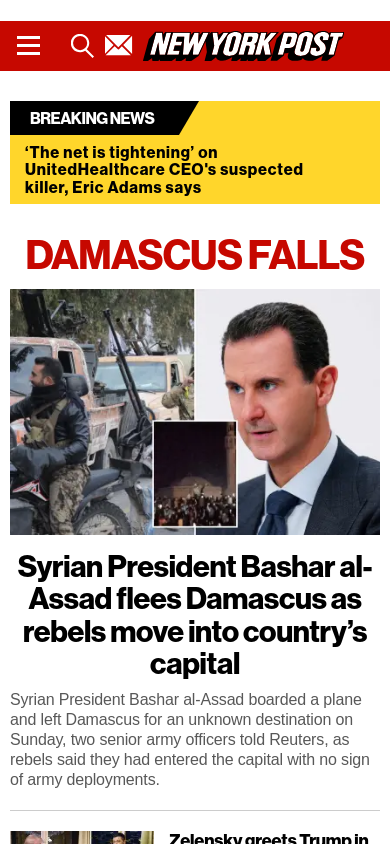 NEW YORK POST
BREAKING NEWS
‘The net is tightening’ on
UnitedHealthcare CEO's suspected
killer, Eric Adams says
DAMASCUS FALLS
Syrian President Bashar al-
Assad flees Damascus as
rebels move into country’s
capital
Syrian President Bashar al-Assad boarded a plane
and left Damascus for an unknown destination on
Sunday, two senior army officers told Reuters, as
rebels said they had entered the capital with no sign
of army deployments.
Zelensky greets Trump in